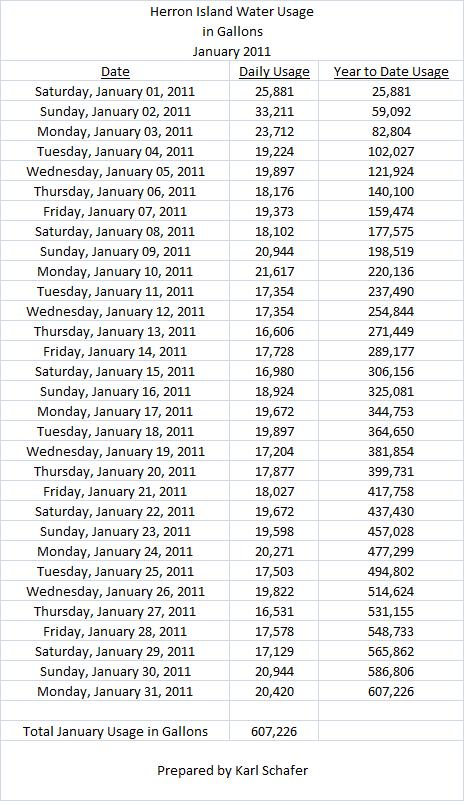 Herron Island Water Usage
in Gallons
January 2011
Date Daily Usage Year to Date Usage
Saturday, January 01, 2011 25,881 25,881
Sunday, January 02, 2011 33,211 59,092
Monday, January 03, 2011 23,712 82,804
Tuesday, January 04, 2011 19,224 102,027
Wednesday, January 05, 2011 19,897 121,924
Thursday, January 06, 2011 18,176 140,100
Friday, January 07, 2011 19,373 159,474
Saturday, January 08, 2011 18,102 177,575
Sunday, January 09, 2011 20,944 198,519
Monday, January 10, 2011 21,617 220,136
Tuesday, January 11, 2011 17,354 237,490
Wednesday, January 12, 2011 17,354 254,844
Thursday, January 13, 2011 16,606 271,449
Friday, January 14, 2011 17,728 289,177
Saturday, January 15, 2011 16,980 306,156
Sunday, January 16, 2011 18,924 325,081
Monday, January 17, 2011 19,672 344,753
Tuesday, January 18, 2011 19,897 364,650
Wednesday, January 19, 2011 17,204 381,854
Thursday, January 20, 2011 17,877 399,731
Friday, January 21, 2011 18,027 417,758
Saturday, January 22, 2011 19,672 437,430
Sunday, January 23, 2011 19,598 457,028
Monday, January 24, 2011 20,271 477,299
Tuesday, January 25, 2011 17,503 494,802
Wednesday, January 26, 2011 19,822 514,624
Thursday, January 27, 2011 16,531 531,155
Friday, January 28, 2011 17,578 548,733
Saturday, January 29, 2011 17,129 565,862
Sunday, January 30, 2011 20,944 586,806
Monday, January 31, 2011 20,420 607,226
Total January Usage in Gallons 607,226
Prepared by Karl Schafer